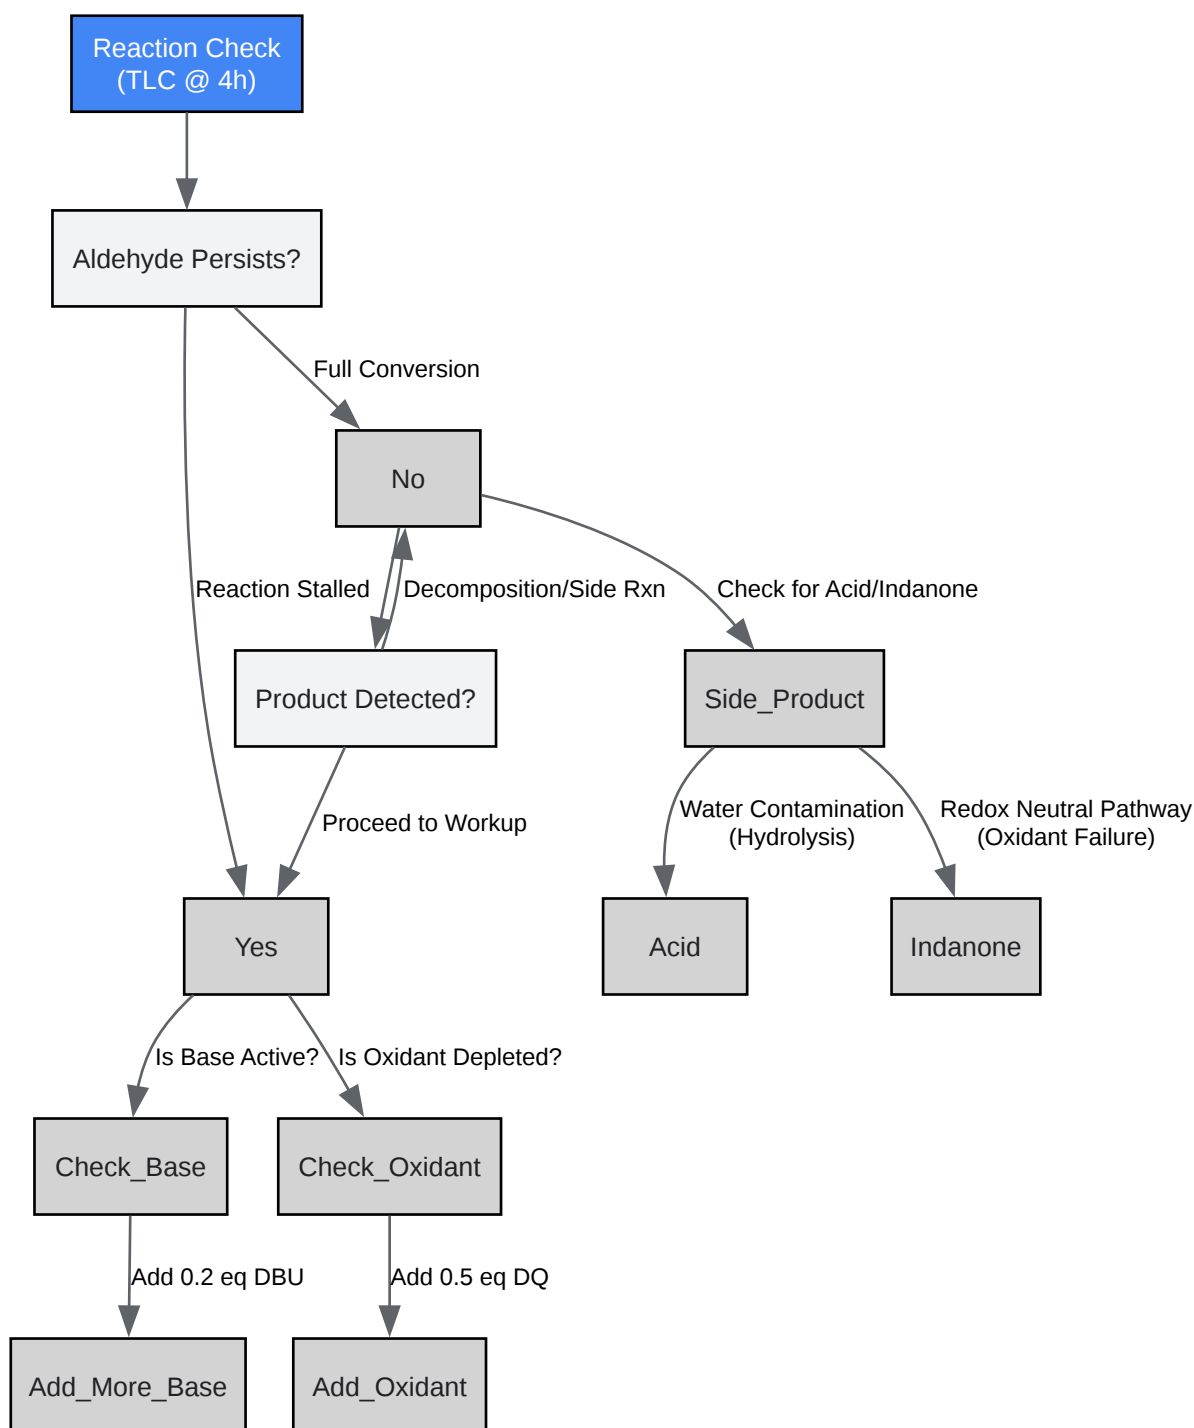 Reaction Check
(TLC @ 4h)
Aldehyde Persists?
Full Conversion
No
Reaction Stalled
Decomposition/Side Rxn
Check for Acid/Indanone
Product Detected?
Side_Product
Proceed to Workup
Water Contamination
(Hydrolysis)
Redox Neutral Pathway
(Oxidant Failure)
Yes
Acid
Indanone
Is Base Active?
Is Oxidant Depleted?
Check_Base
Check_Oxidant
Add 0.2 eq DBU
Add 0.5 eq DQ
Add_More_Base
Add_Oxidant